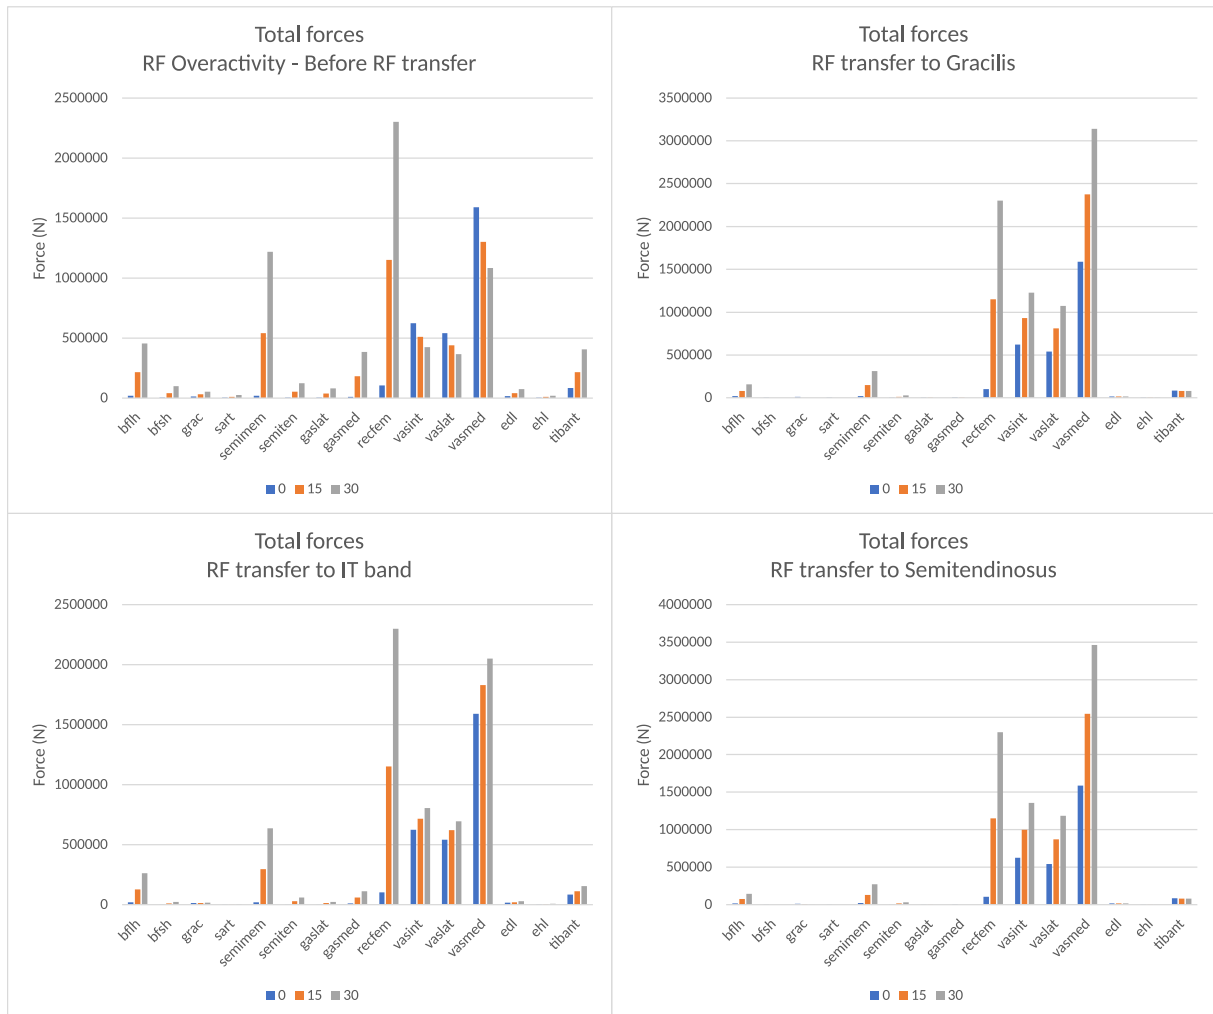 Total forces
RF Overactivity - Before RF transfer
2500000
2000000
1500000
1000000
500000
0
Force (N)
bflh bfsh grac sart semimem semiten gaslat gasmed recfem vasint vaslat vasmed edl ehl tibant
0 15 30
Total forces
RF transfer to Gracilis
3500000
3000000
2500000
2000000
1500000
1000000
500000
0
Force (N)
bflh bfsh grac sart semimem semiten gaslat gasmed recfem vasint vaslat vasmed edl ehl tibant
0 15 30
Total forces
RF transfer to IT band
2500000
2000000
1500000
1000000
500000
0
Force (N)
bflh bfsh grac sart semimem semiten gaslat gasmed recfem vasint vaslat vasmed edl ehl tibant
0 15 30
Total forces
RF transfer to Semitendinosus
4000000
3500000
3000000
2500000
2000000
1500000
1000000
500000
0
Force (N)
bflh bfsh grac sart semimem semiten gaslat gasmed recfem vasint vaslat vasmed edl ehl tibant
0 15 30